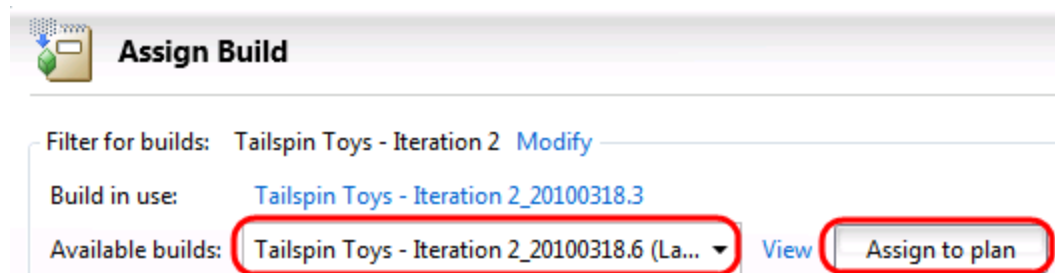 Assign Build
Filter for builds: Tailspin Toys - Iteration 2 Modify
Build in use: Tailspin Toys - Iteration 2_20100318.3
Available builds: Tailspin Toys - Iteration 2_20100318.6 (La... View Assign to plan